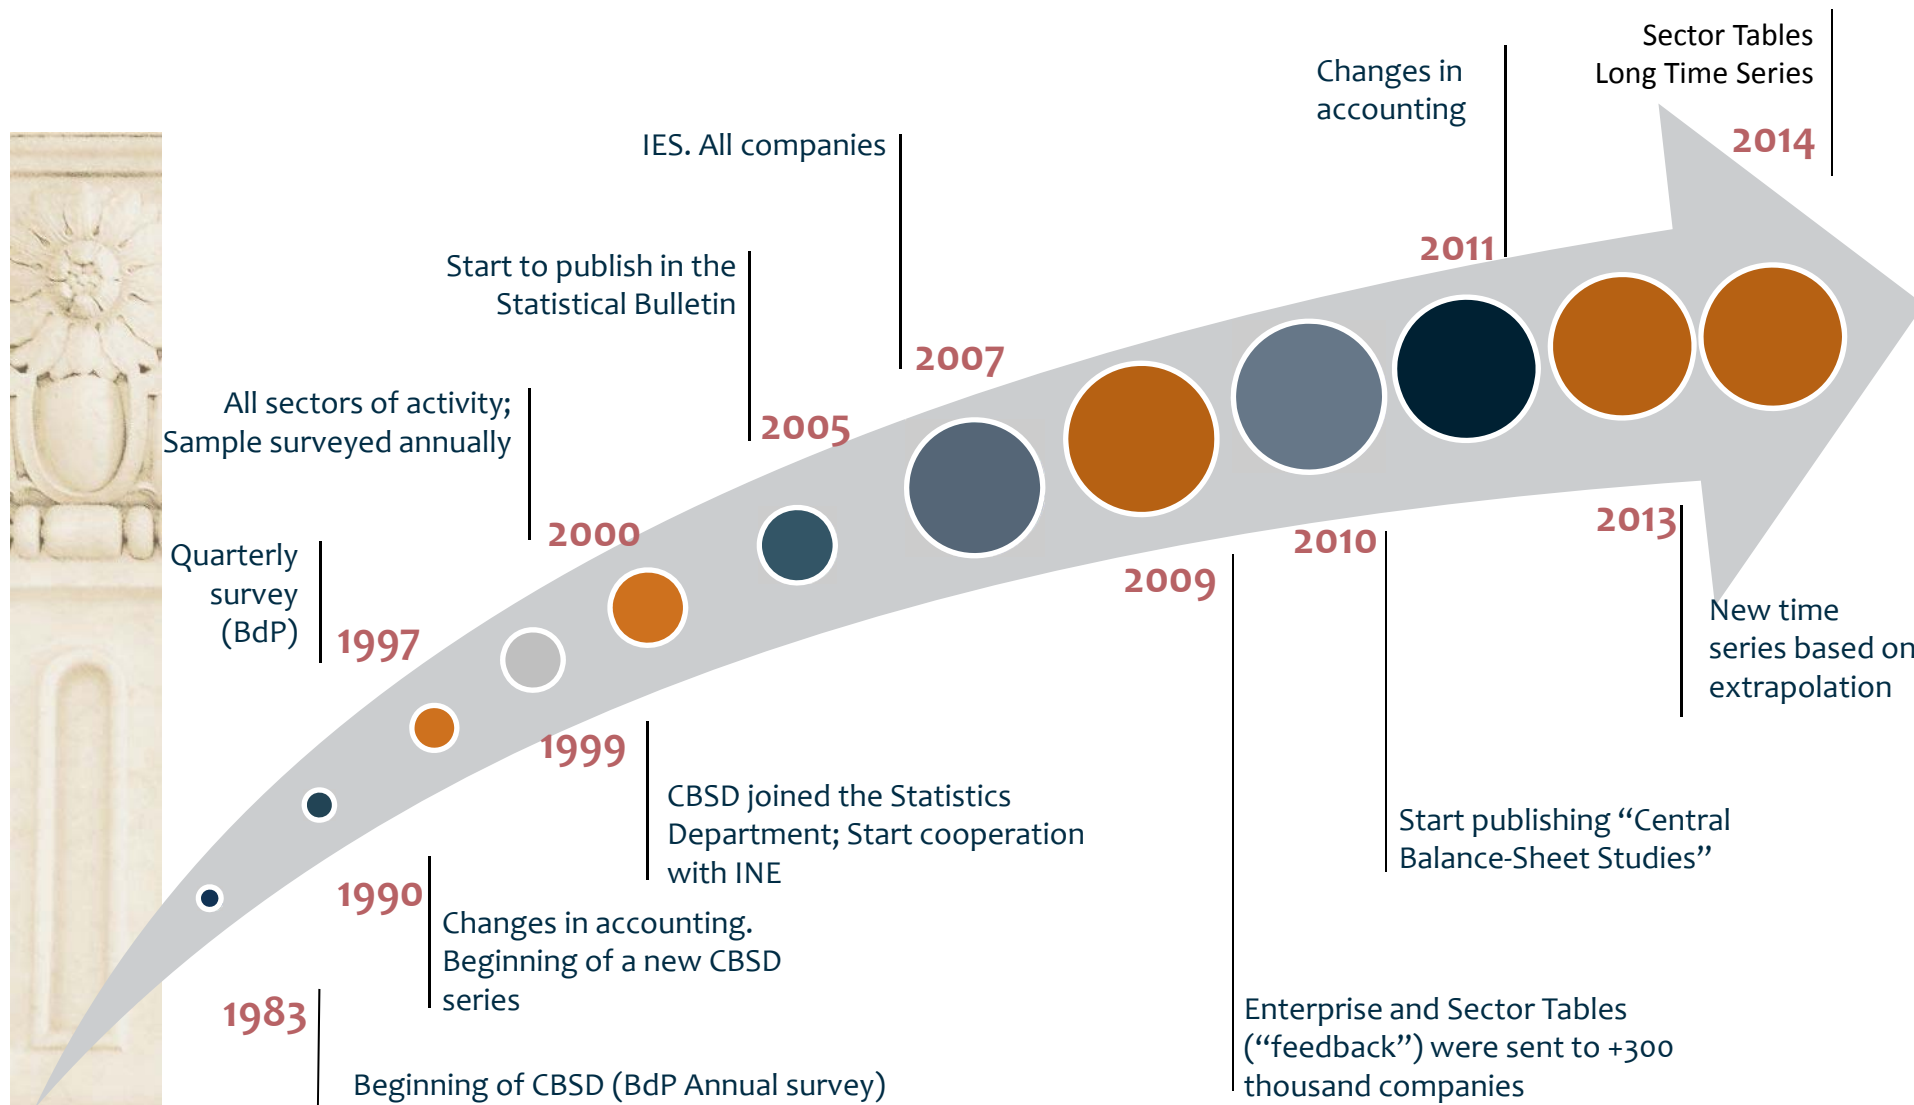 Sector Tables
Long Time Series
2014
Changes in
accounting
2011
IES. All companies
2007
Start to publish in the
Statistical Bulletin
2005
All sectors of activity;
Sample surveyed annually
2000
Quarterly
survey
(BdP)
1997
2013
New time
series based on
extrapolation
2010
Start publishing “Central
Balance-Sheet Studies”
2009
Enterprise and Sector Tables
(“feedback”) were sent to +300
thousand companies
1999
CBSD joined the Statistics
Department; Start cooperation
with INE
1990
Changes in accounting.
Beginning of a new CBSD
series
1983
Beginning of CBSD (BdP Annual survey)